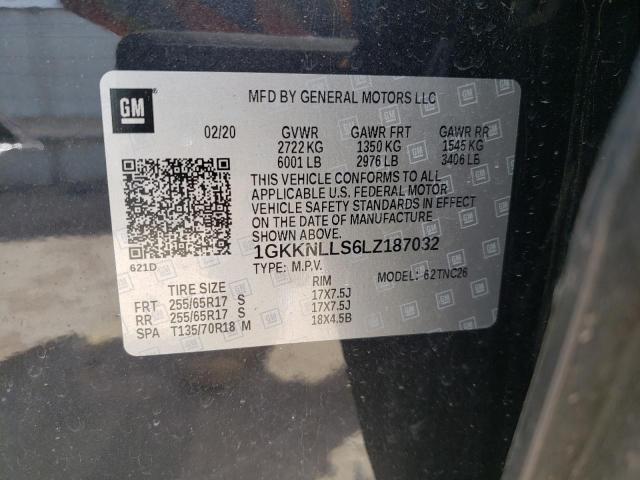 GM
MFD BY GENERAL MOTORS LLC
02/20 GVWR GAWR FRT GAWR RR
2722 KG 1350 KG 1545 KG
6001 LB 2976 LB 3406 LB
THIS VEHICLE CONFORMS TO ALL
APPLICABLE U.S. FEDERAL MOTOR
VEHICLE SAFETY STANDARDS IN EFFECT
ON THE DATE OF MANUFACTURE
SHOWN ABOVE.
1GKKNLLS6LZ187032
621D TYPE: M.P.V. MODEL: 62TNC26
TIRE SIZE RIM
FRT 255/65R17 S 17X7.5J
RR 255/65R17 S 17X7.5J
SPA T135/70R18 M 18X4.5B